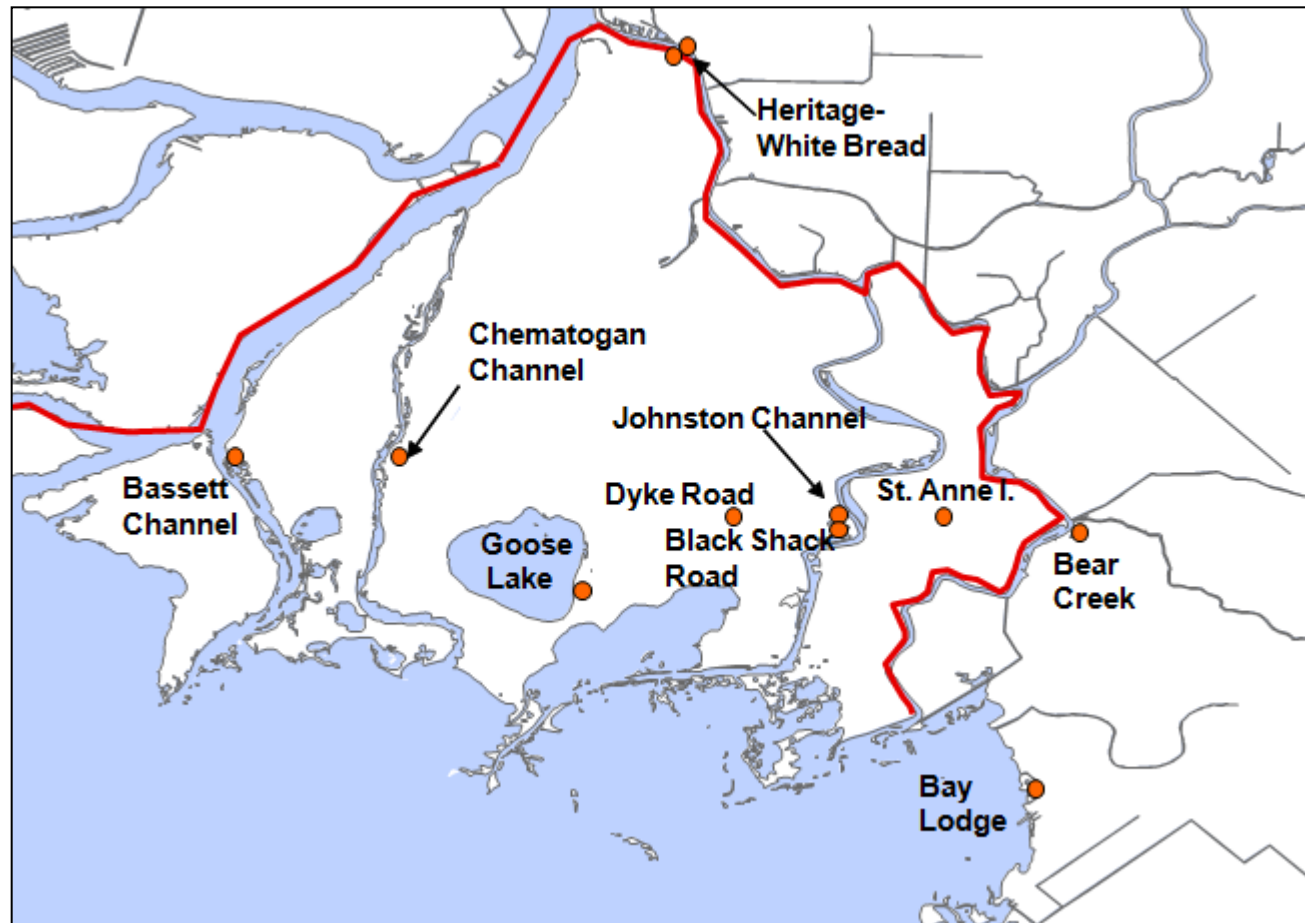 Heritage-
White Bread
Chematogan
Channel
Johnston Channel
Bassett
Channel
Dyke Road
St. Anne I.
Black Shack
Road
Goose
Lake
Bear
Creek
Bay
Lodge